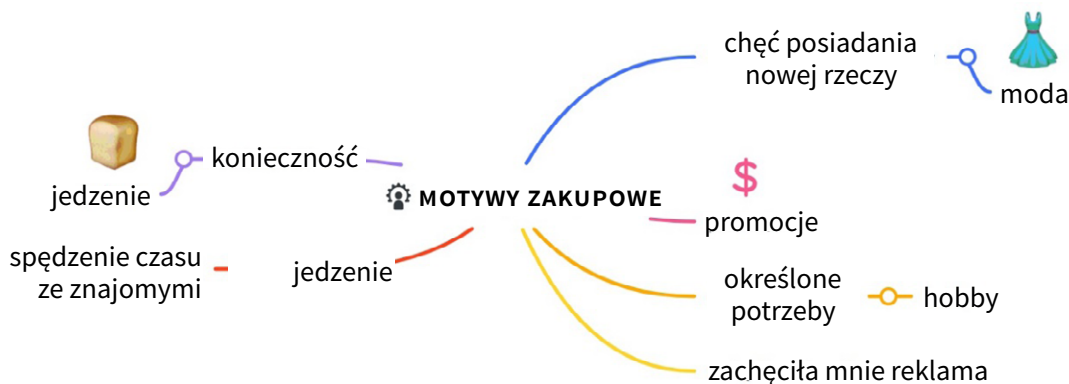 chęć posiadania
nowej rzeczy
moda
konieczność
jedzenie
MOTYWY ZAKUPOWE
$
promocje
spędzenie czasu
ze znajomymi
jedzenie
określone
potrzeby
hobby
zachęciła mnie reklama